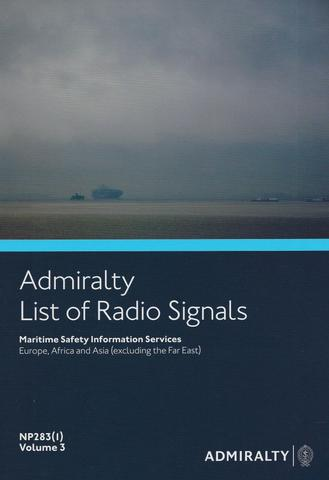 Admiralty
List of Radio Signals
Maritime Safety Information Services
Europe, Africa and Asia (excluding the Far East)
NP283(1)
Volume 3
ADMIRALTY